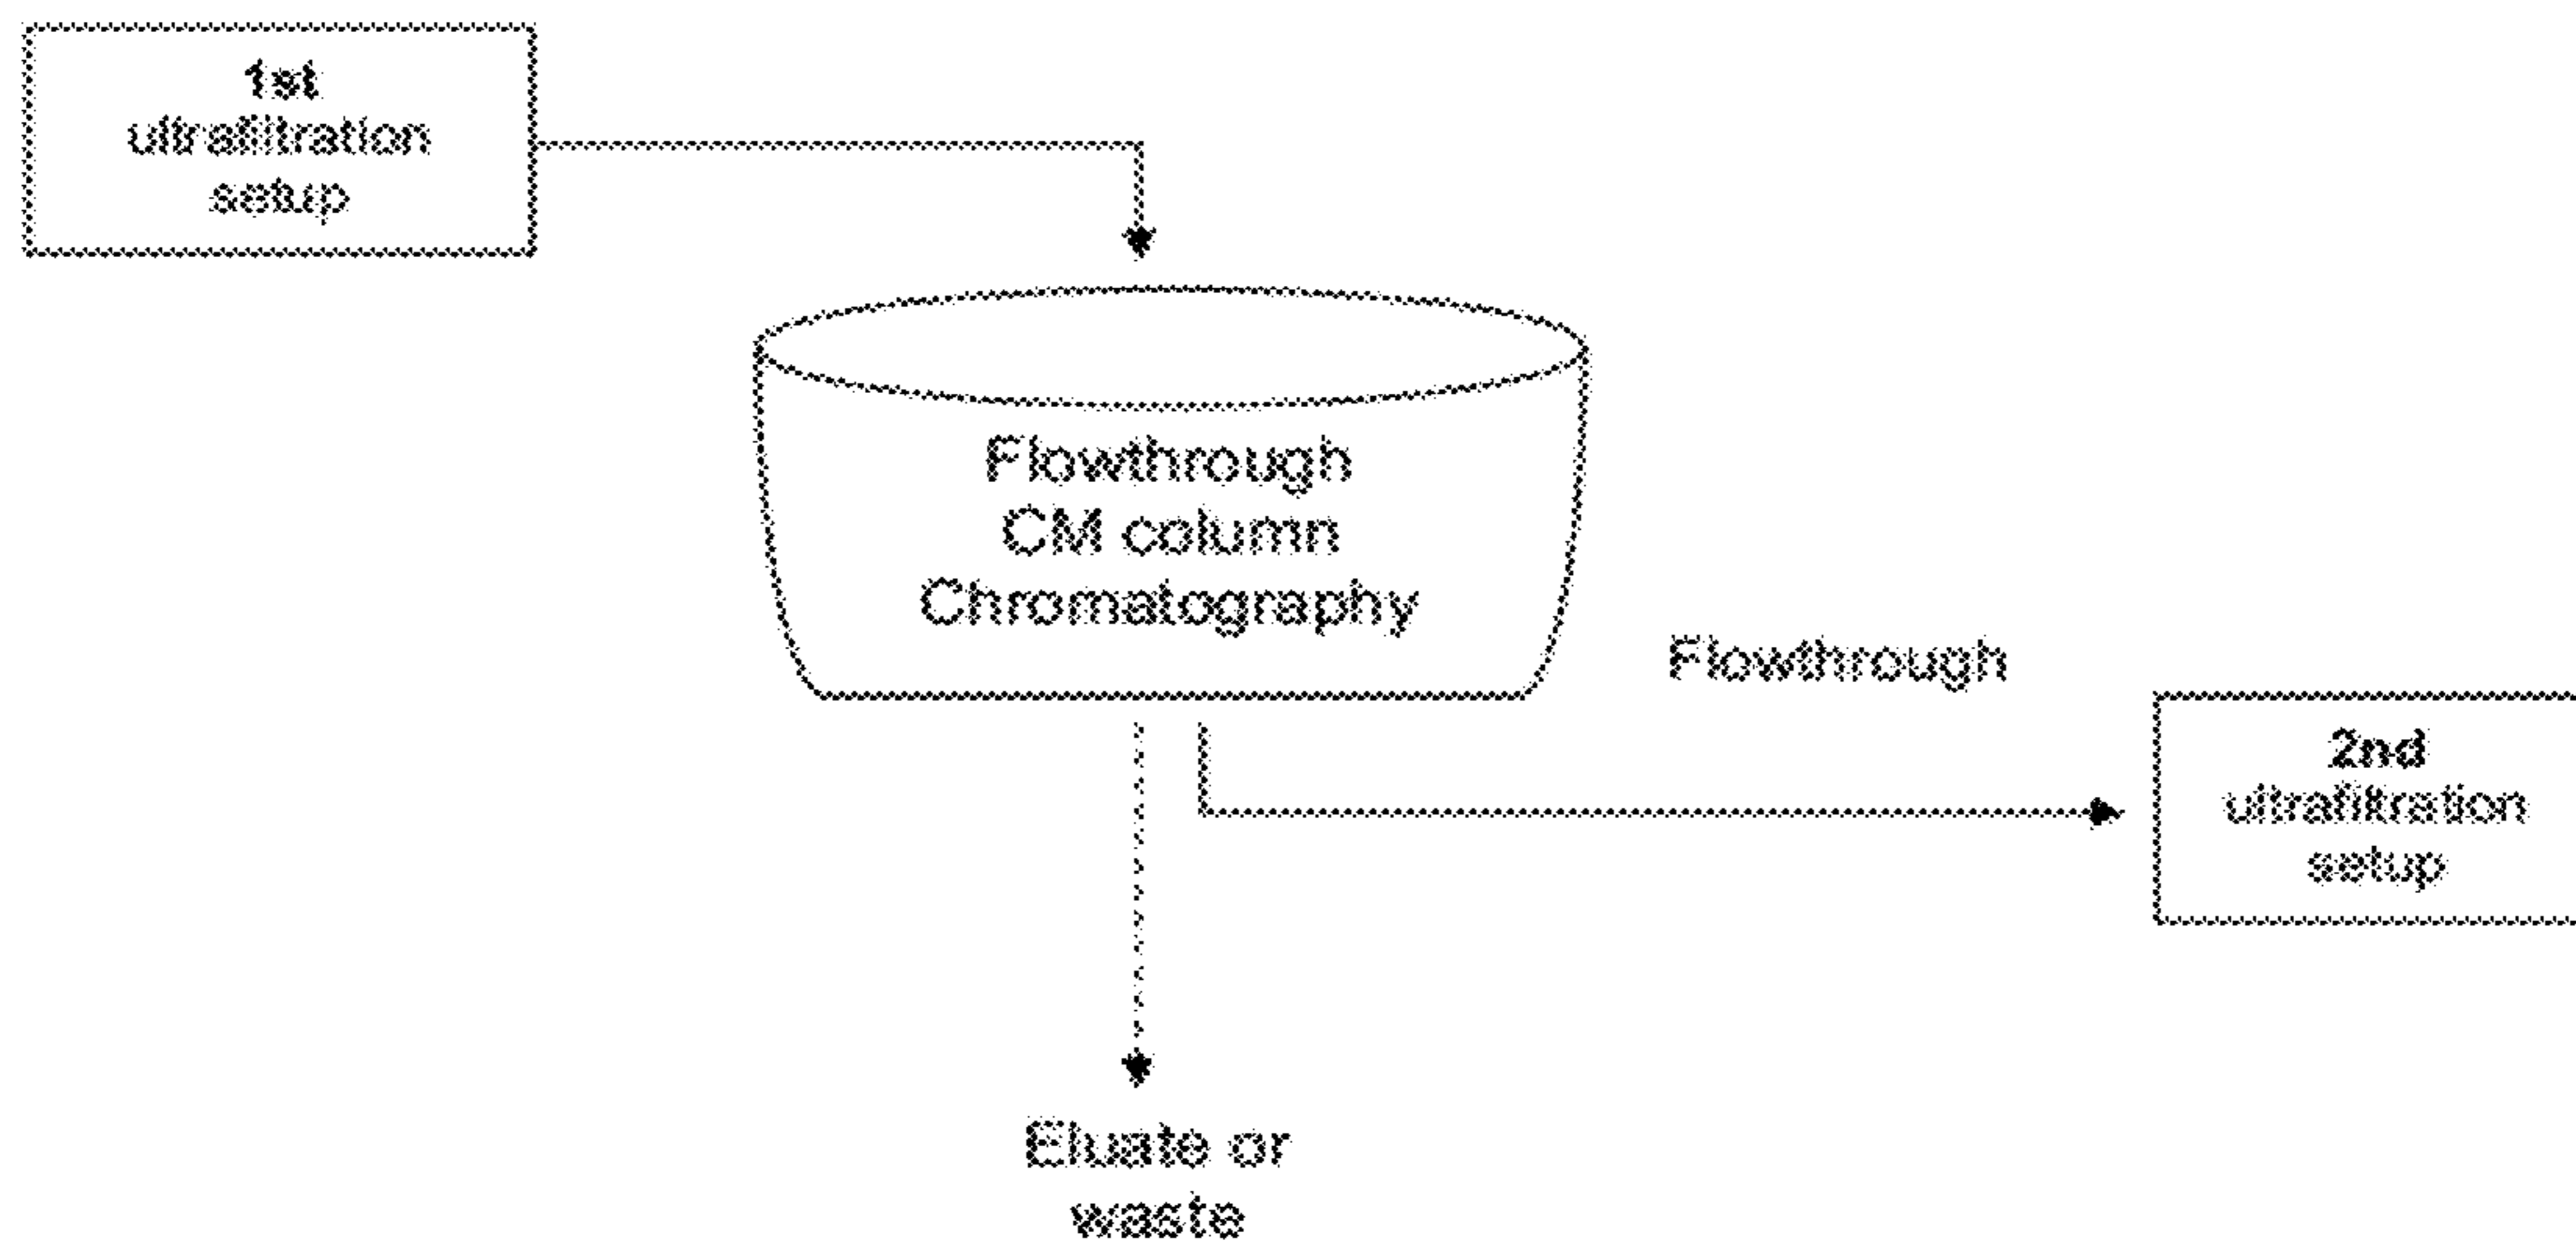 1st
ultrafiltration
setup
Flowthrough
CM column
Chromatography
Flowthrough
2nd
ultrafiltration
setup
Eluate or
waste